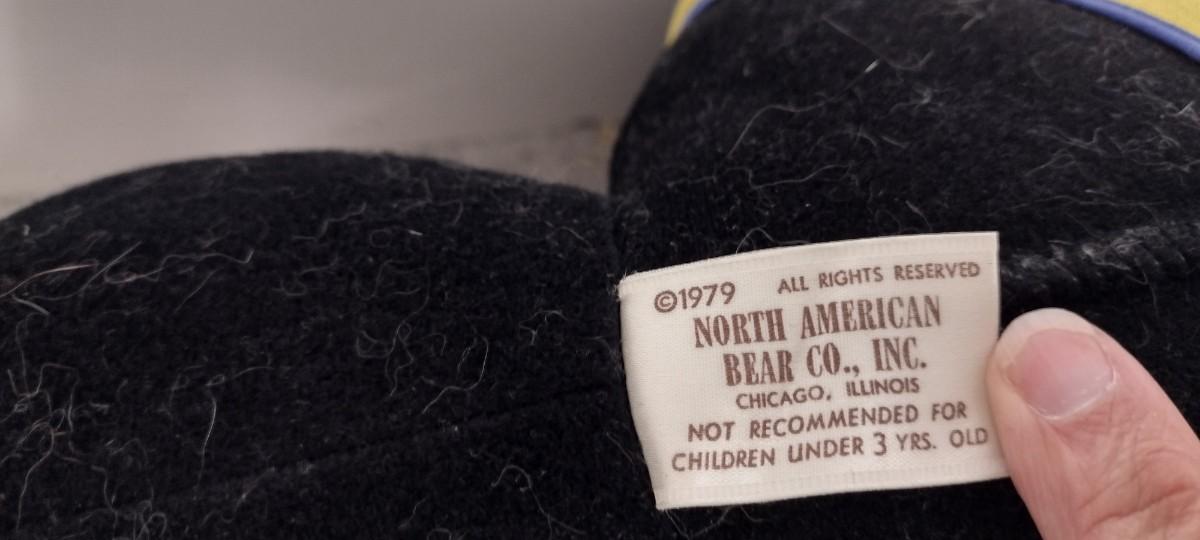 ©1979 ALL RIGHTS RESERVED
NORTH AMERICAN
BEAR CO., INC.
CHICAGO, ILLINOIS
NOT RECOMMENDED FOR
CHILDREN UNDER 3 YRS. OLD